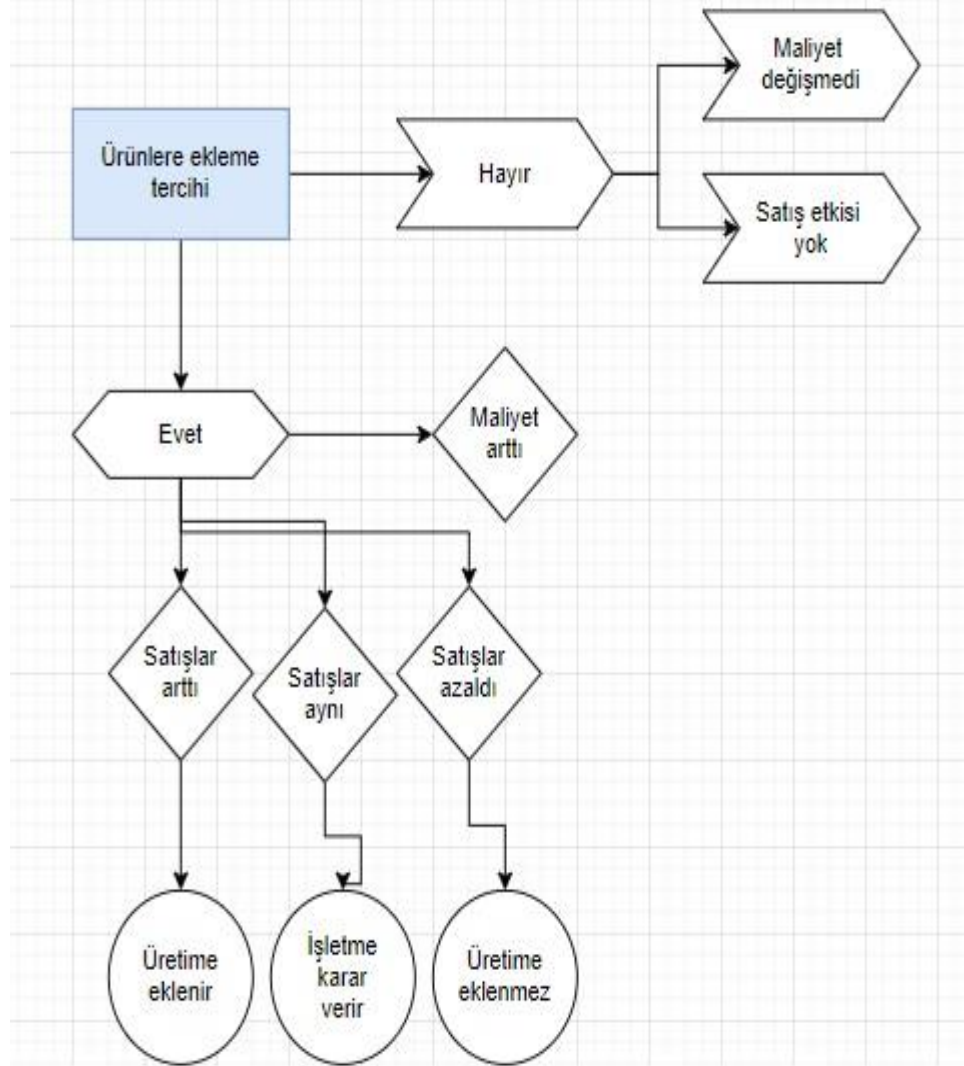 Maliyet
değişmedi
Ürünlere ekleme
tercihi
Hayır
Satış etkisi
yok
Evet
Maliyet
arttı
Satışlar
arttı
Satışlar
aynı
Satışlar
azaldı
Üretime
eklenir
İşletme
karar
verir
Üretime
eklenmez